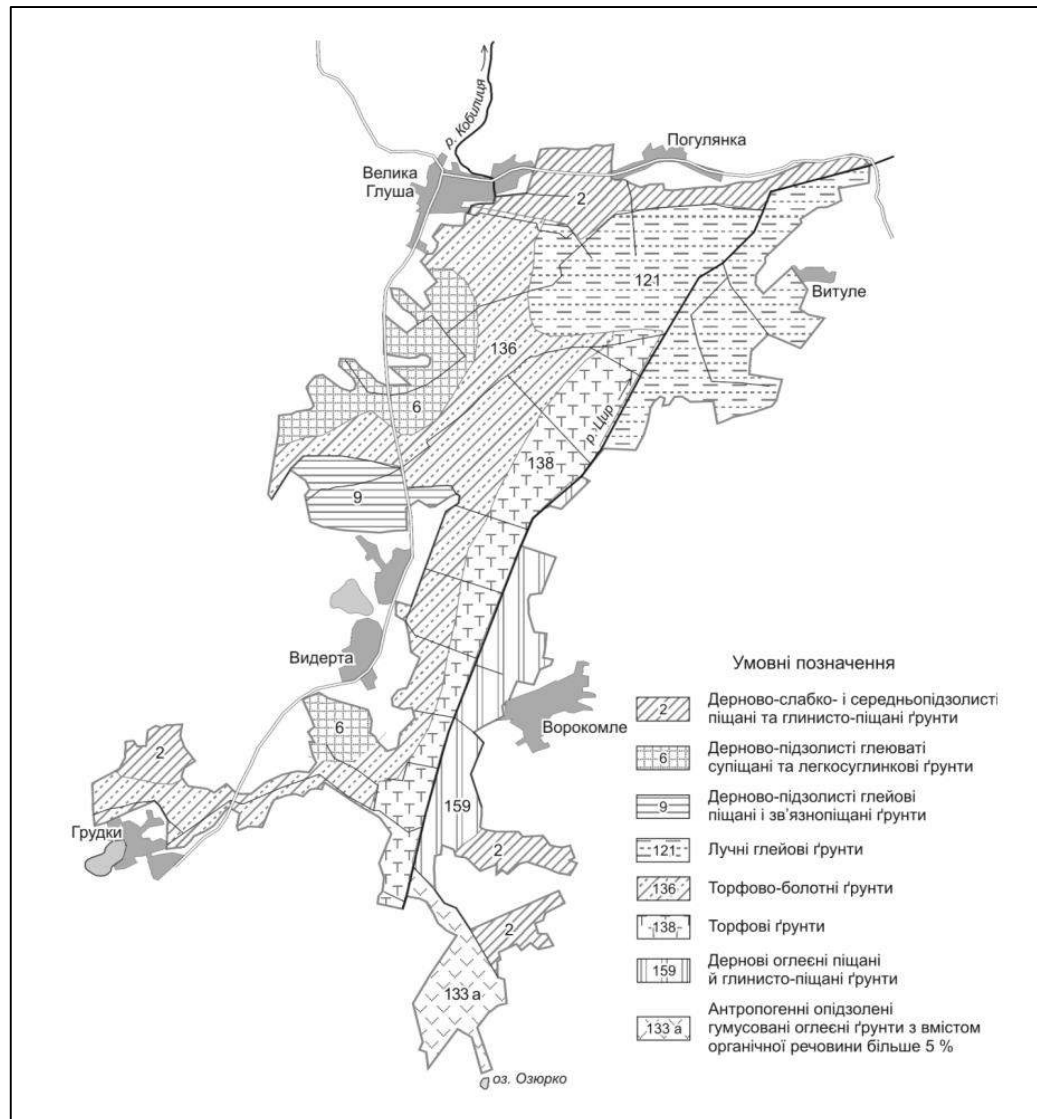 р. Кобилиця
Погулянка
Велика
Глуша
2
121
Витуле
136
6
р. Цир
138
9
Видерта
Ворокомле
6
2
159
Грудки
2
2
133 а
оз. Озюрко
Умовні позначення
2 Дерново-слабко- і середньопідзолисті
піщані та глинисто-піщані ґрунти
6 Дерново-підзолисті глеюваті
супіщані та легкосуглинкові ґрунти
9 Дерново-підзолисті глейові
піщані і зв’язнопіщані ґрунти
121 Лучні глейові ґрунти
136 Торфово-болотні ґрунти
138 Торфові ґрунти
159 Дернові оглеєні піщані
й глинисто-піщані ґрунти
133 а Антропогенні опідзолені
гумусовані оглеєні ґрунти з вмістом
органічної речовини більше 5 %